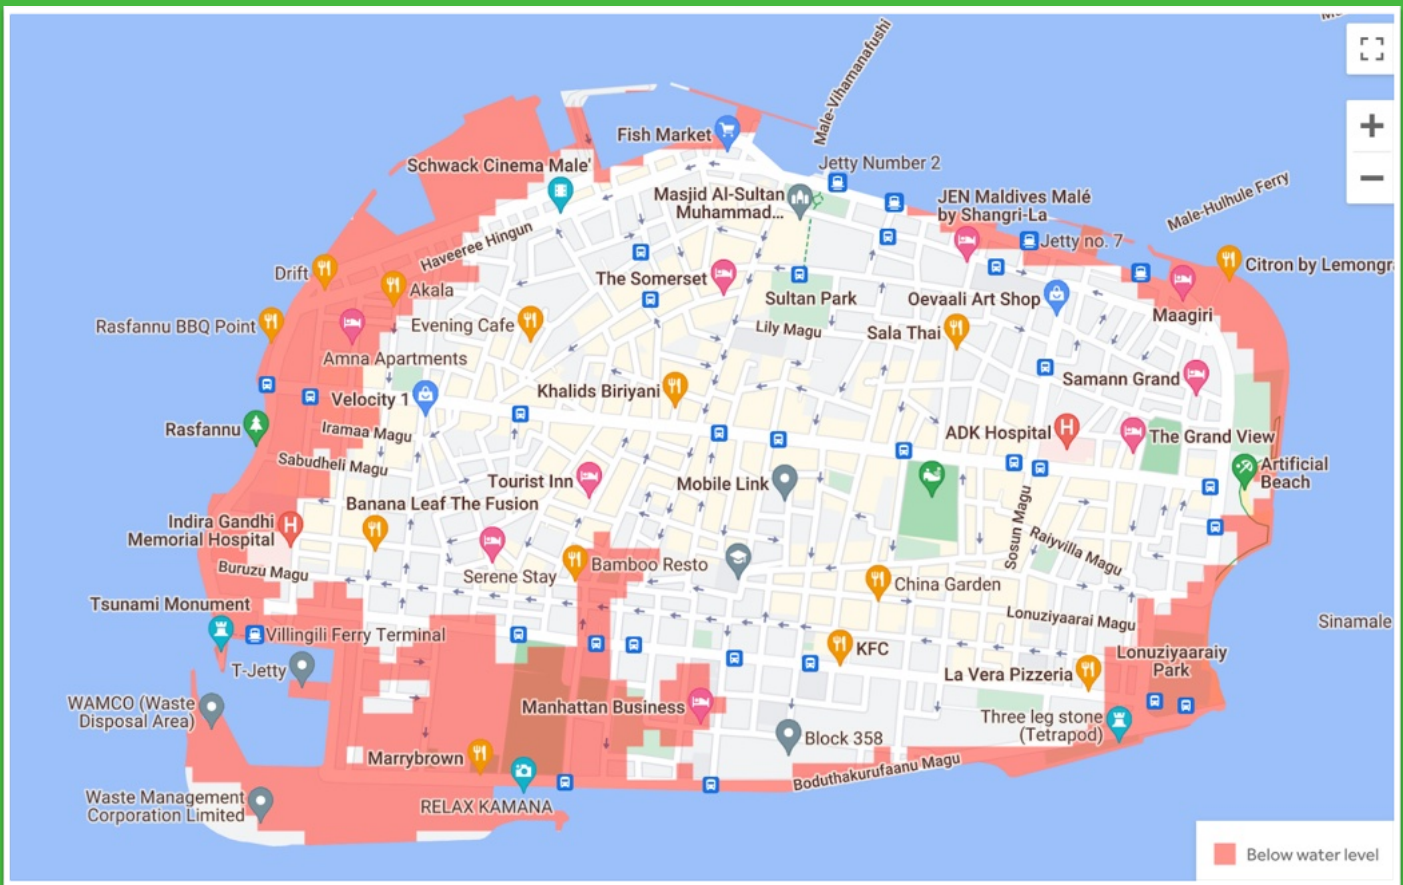 Male-Vihamanafushi
Fish Market
Schwack Cinema Male'
Jetty Number 2
Masjid Al-Sultan
Muhammad...
JEN Maldives Malé
by Shangri-La
Male-Hulhule Ferry
Jetty no. 7
Haveeree Hingun
Drift
Akala
The Somerset
Sultan Park
Oevaali Art Shop
Citron by Lemongra
Maagiri
Rasfannu BBQ Point
Evening Cafe
Lily Magu
Sala Thai
Amna Apartments
Khalids Biriyani
Samann Grand
Velocity 1
Rasfannu
Iramaa Magu
ADK Hospital
H
The Grand View
Sabudheli Magu
Tourist Inn
Mobile Link
Artificial
Beach
Banana Leaf The Fusion
Indira Gandhi
Memorial Hospital
H
Sosun Magu
Raiyvilla Magu
Buruzu Magu
Serene Stay
Bamboo Resto
China Garden
Tsunami Monument
Lonuziyaarai Magu
Sinamale
Villingili Ferry Terminal
KFC
T-Jetty
La Vera Pizzeria
Lonuziyaaraiy
Park
WAMCO (Waste
Disposal Area)
Manhattan Business
Three leg stone
(Tetrapod)
Block 358
Marrybrown
Boduthakurufaanu Magu
RELAX KAMANA
Waste Management
Corporation Limited
Below water level